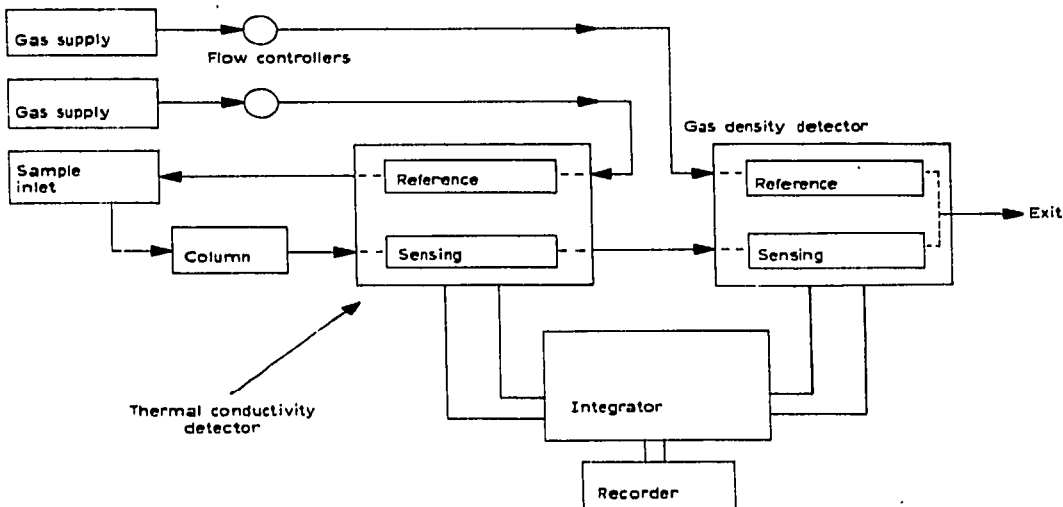 Gas supply
Flow controllers
Gas supply
Gas density detector
Sample
inlet
Reference
Reference
Exit
Column
Sensing
Sensing
Thermal conductivity
detector
Integrator
Recorder